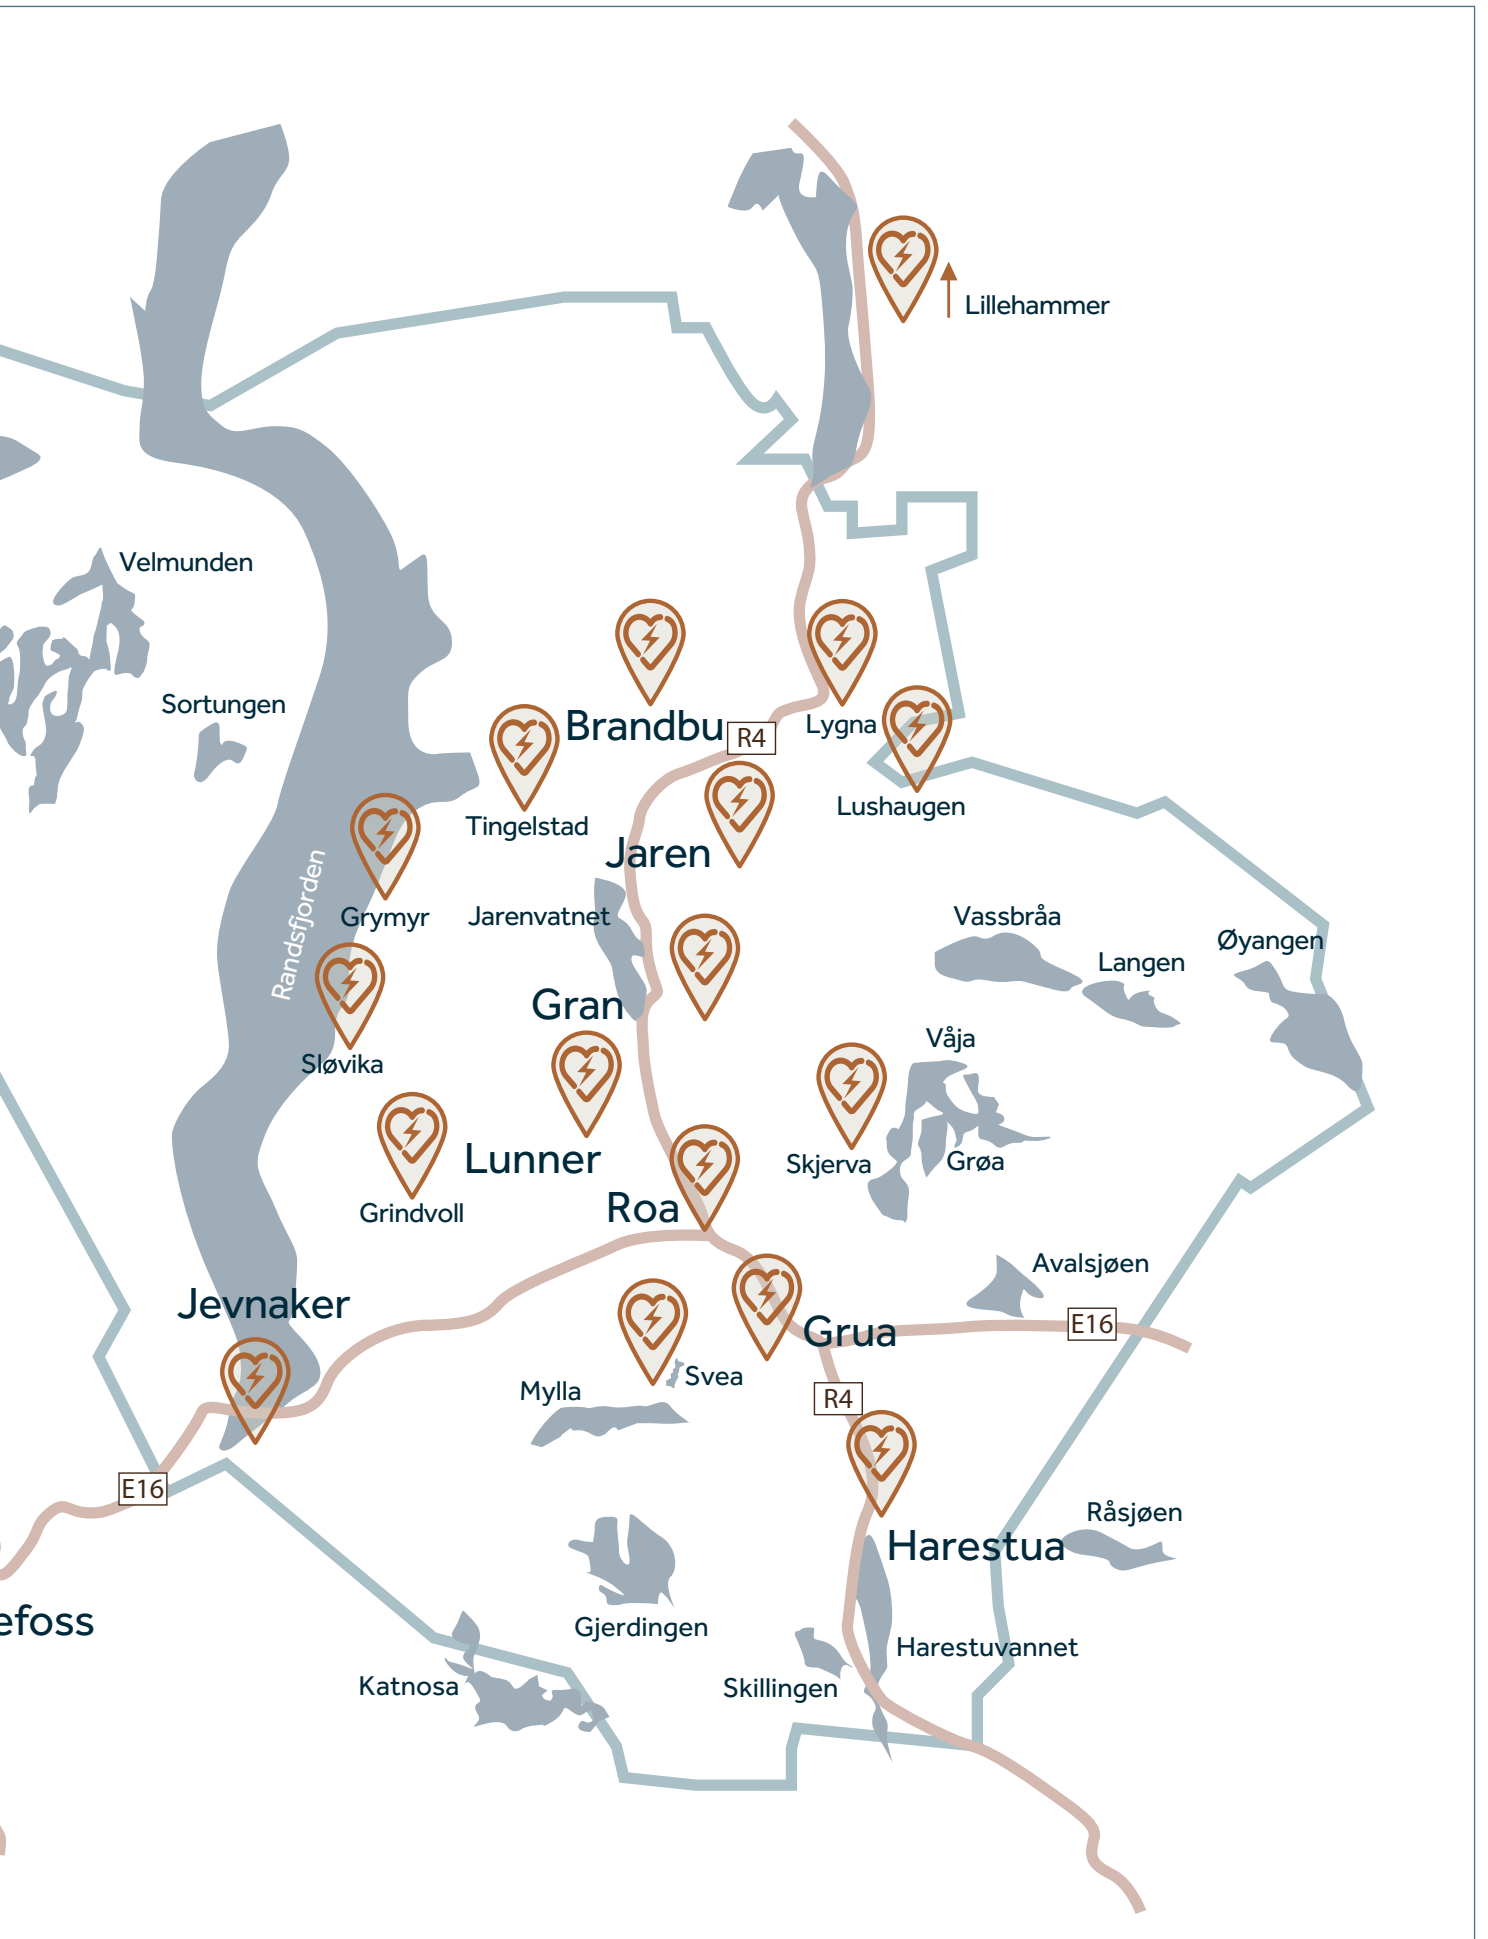 Lillehammer
Velmunden
Sortungen
Brandbu
R4
Lygna
Lushaugen
Tingelstad
Jaren
Randsfjorden
Grymyr
Jarenvatnet
Vassbråa
Øyangen
Langen
Gran
Våja
Sløvika
Lunner
Skjerva
Grøa
Grindvoll
Roa
Avalsjøen
Jevnaker
Grua
E16
Svea
Mylla
R4
E16
Råsjøen
Harestua
efoss
Gjerdingen
Harestuvannet
Katnosa
Skillingen